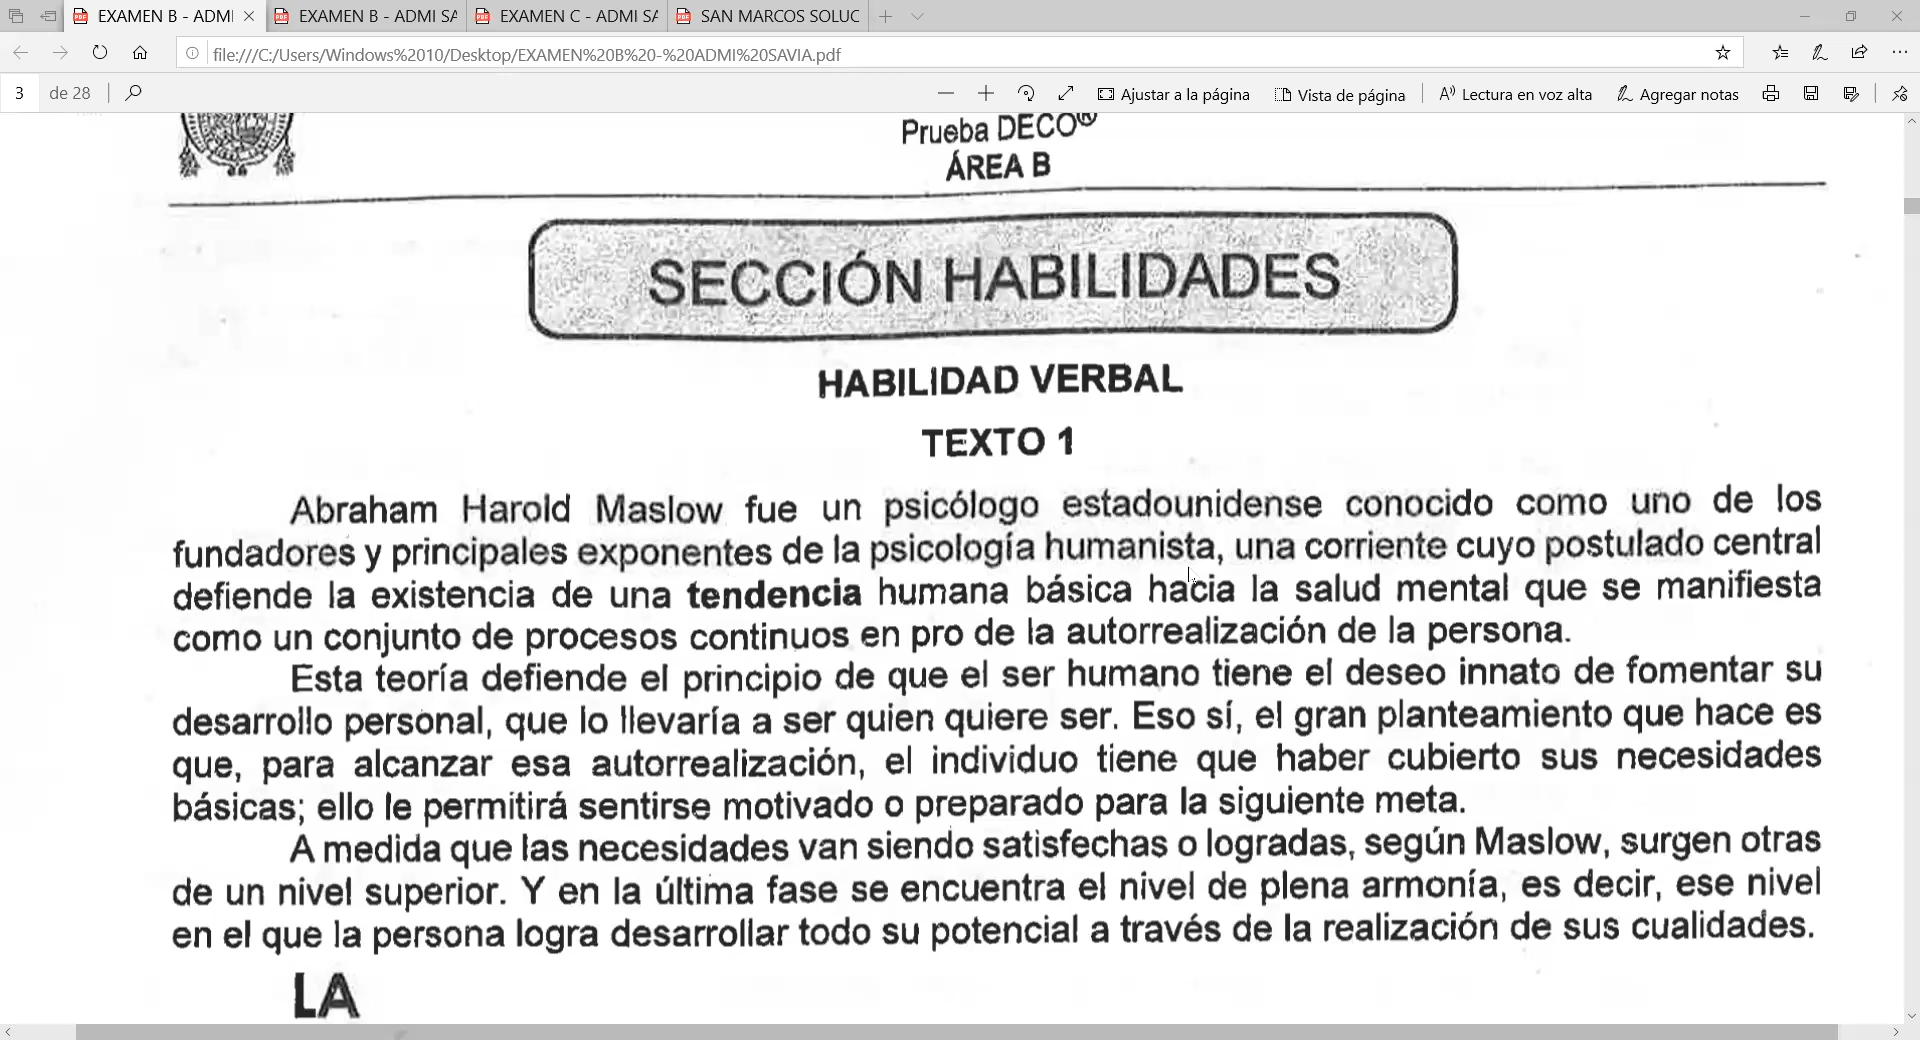 EXAMEN B - ADMI
EXAMEN B - ADMI SA
EXAMEN C - ADMI SA
SAN MARCOS SOLUC
file:///C:/Users/Windows%2010/Desktop/EXAMEN%20B%20-%20ADMI%20SAVIA.pdf
3 de 28
Ajustar a la página
Vista de página
Lectura en voz alta
Agregar notas
Prueba DECO®
ÁREA B
SECCIÓN HABILIDADES
HABILIDAD VERBAL
TEXTO 1
Abraham Harold Maslow fue un psicólogo estadounidense conocido como uno de los
fundadores y principales exponentes de la psicología humanista, una corriente cuyo postulado central
defiende la existencia de una tendencia humana básica hacia la salud mental que se manifiesta
como un conjunto de procesos continuos en pro de la autorrealización de la persona.
Esta teoría defiende el principio de que el ser humano tiene el deseo innato de fomentar su
desarrollo personal, que lo llevaría a ser quien quiere ser. Eso sí, el gran planteamiento que hace es
que, para alcanzar esa autorrealización, el individuo tiene que haber cubierto sus necesidades
básicas; ello le permitirá sentirse motivado o preparado para la siguiente meta.
A medida que las necesidades van siendo satisfechas o logradas, según Maslow, surgen otras
de un nivel superior. Y en la última fase se encuentra el nivel de plena armonía, es decir, ese nivel
en el que la persona logra desarrollar todo su potencial a través de la realización de sus cualidades.
LA